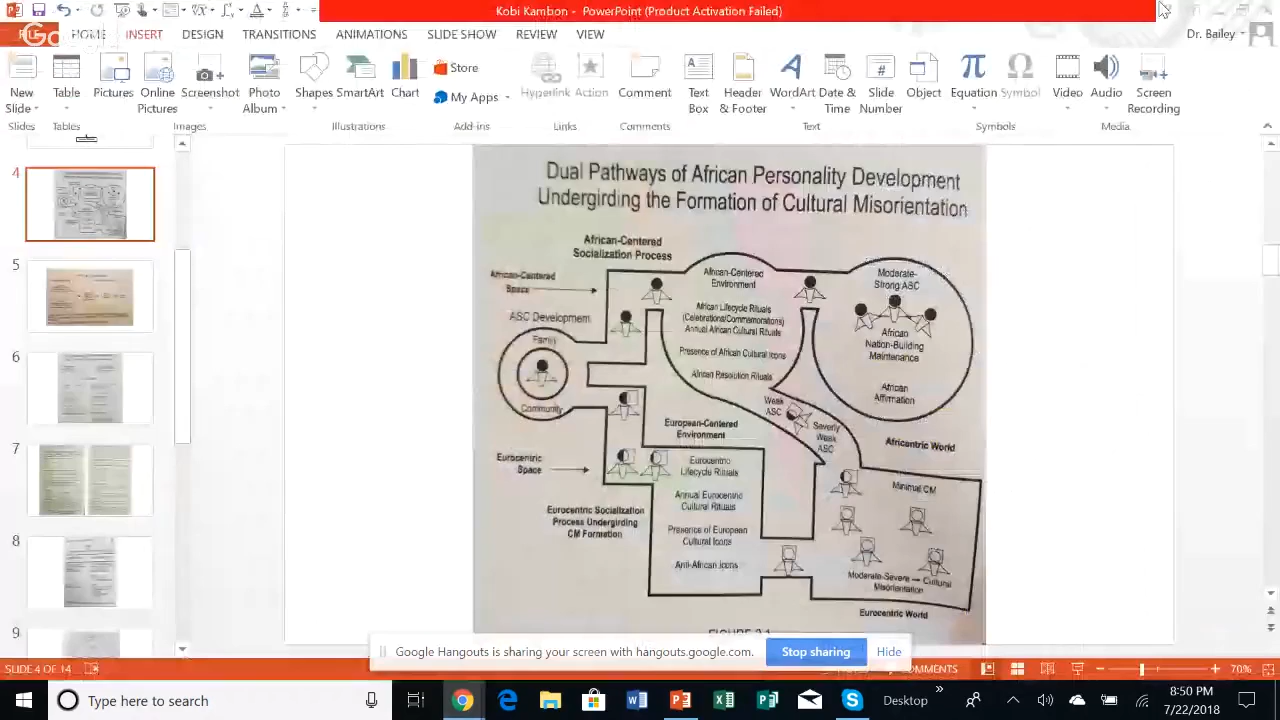 Kobi Kambon - PowerPoint (Product Activation Failed)
FILE HOME INSERT DESIGN TRANSITIONS ANIMATIONS SLIDE SHOW REVIEW VIEW
Dr. Bailey
New Slide
Table
Pictures
Online Pictures
Screenshot
Photo Album
Shapes
SmartArt
Chart
Store
My Apps
Hyperlink
Action
Comment
Text Box
Header & Footer
WordArt
Date & Time
Slide Number
Object
Equation
Symbol
Video
Audio
Screen Recording
Slides
Tables
Images
Illustrations
Add-ins
Links
Comments
Text
Symbols
Media
4
5
6
7
8
9
Dual Pathways of African Personality Development
Undergirding the Formation of Cultural Misorientation
African-Centered
Socialization Process
African-Centered
Space
ASC Development
Family
Community
African-Centered
Environment
African Lifecycle Rituals
(Celebrations/Commemorations)
Annual African Cultural Rituals
Presence of African Cultural Icons
African Resolution Rituals
Moderate-
Strong ASC
African
Nation-Building
Maintenance
African
Affirmation
Africentric World
Weak
ASC
Severly
Weak
ASC
European-Centered
Environment
Eurocentric
Space
Eurocentric Socialization
Process Undergirding
CM Formation
Eurocentric
Lifecycle Rituals
Annual Eurocentric
Cultural Rituals
Presence of European
Cultural Icons
Anti-African Icons
Minimal CM
Moderate-Severe → Cultural
Misorientation
Eurocentric World
Google Hangouts is sharing your screen with hangouts.google.com.
Stop sharing
Hide
SLIDE 4 OF 14
COMMENTS
70%
Type here to search
Desktop
8:50 PM
7/22/2018